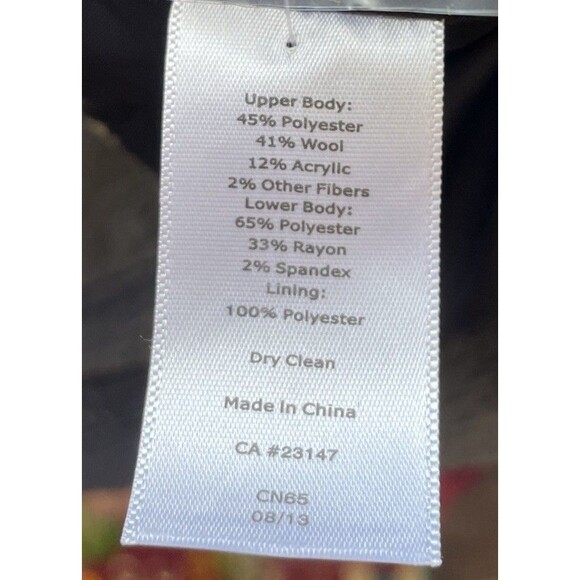 Upper Body:
45% Polyester
41% Wool
12% Acrylic
2% Other Fibers
Lower Body:
65% Polyester
33% Rayon
2% Spandex
Lining:
100% Polyester
Dry Clean
Made In China
CA #23147
CN65
08/13